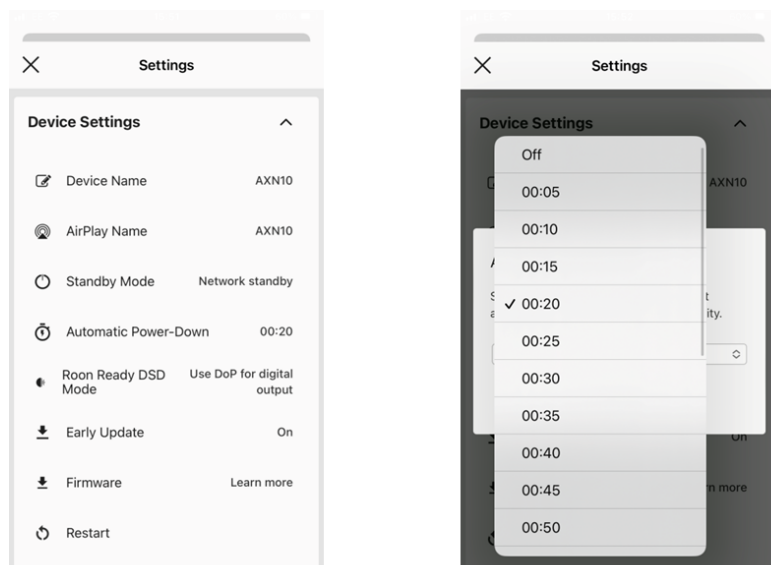 Settings
Device Settings
Device Name AXN10
AirPlay Name AXN10
Standby Mode Network standby
Automatic Power-Down 00:20
Roon Ready DSD Mode Use DoP for digital output
Early Update On
Firmware Learn more
Restart
Settings
Device Settings
AXN10
Off
00:05
00:10
00:15
00:20
00:25
00:30
00:35
00:40
00:45
00:50
ity.
On